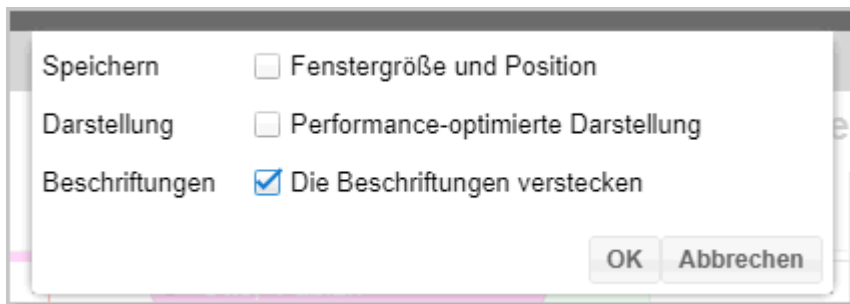 Speichern Fenstergröße und Position
Darstellung Performance-optimierte Darstellung
Beschriftungen Die Beschriftungen verstecken
OK Abbrechen